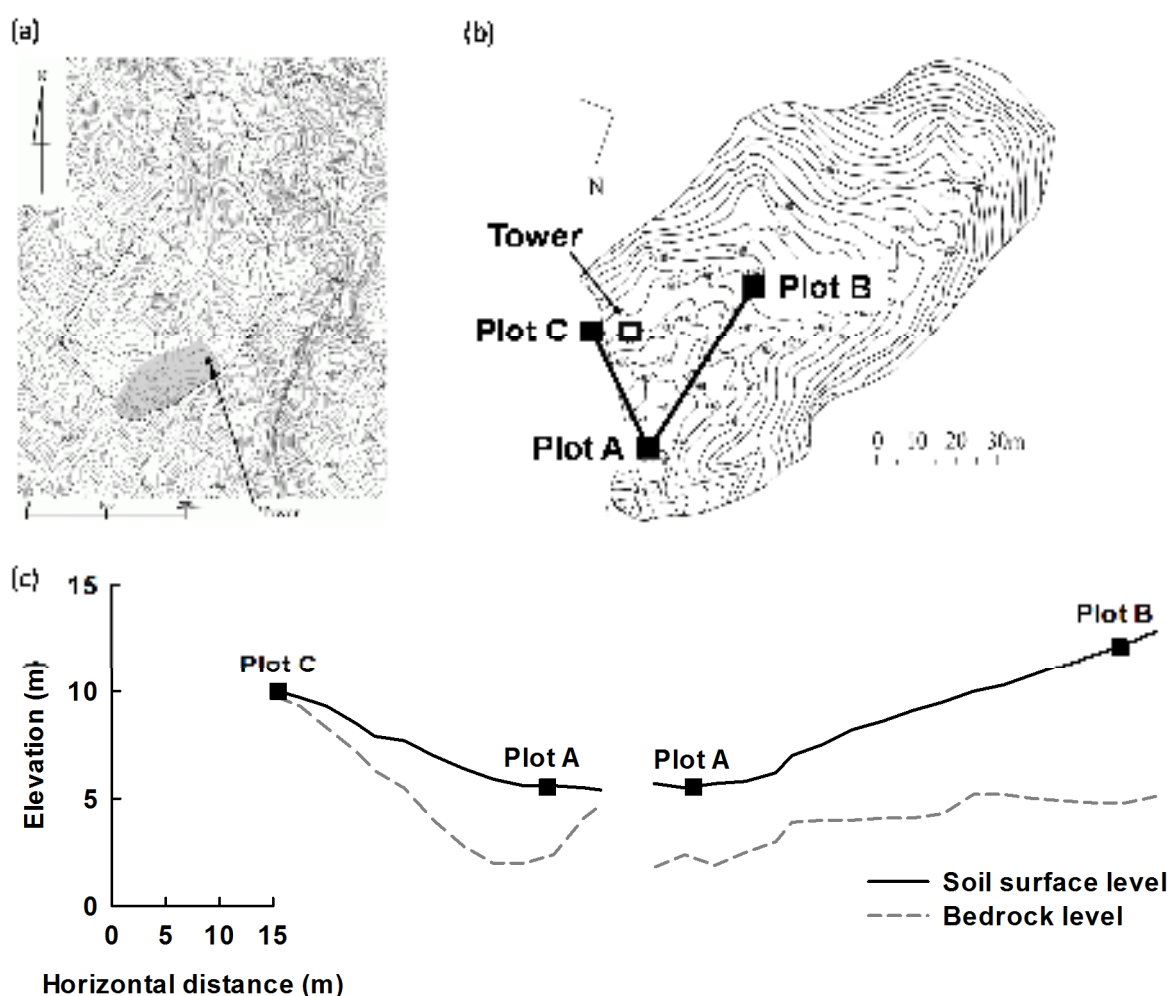 (a)
(b)
N
Tower
Plot B
Plot C
Plot A
0 10 20 30m
Tower
(c)
15
10
5
0
Elevation (m)
Plot C
Plot A
Plot A
Plot B
Soil surface level
Bedrock level
0 5 10 15
Horizontal distance (m)